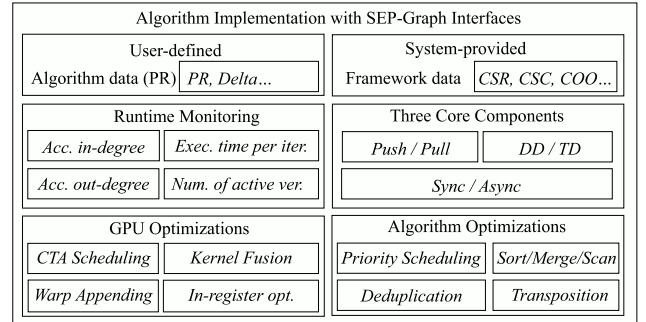 Algorithm Implementation with SEP-Graph Interfaces
User-defined
Algorithm data (PR) PR, Delta...
System-provided
Framework data CSR, CSC, COO...
Runtime Monitoring
Acc. in-degree Exec. time per iter.
Acc. out-degree Num. of active ver.
Three Core Components
Push / Pull DD / TD
Sync / Async
GPU Optimizations
CTA Scheduling Kernel Fusion
Warp Appending In-register opt.
Algorithm Optimizations
Priority Scheduling Sort/Merge/Scan
Deduplication Transposition